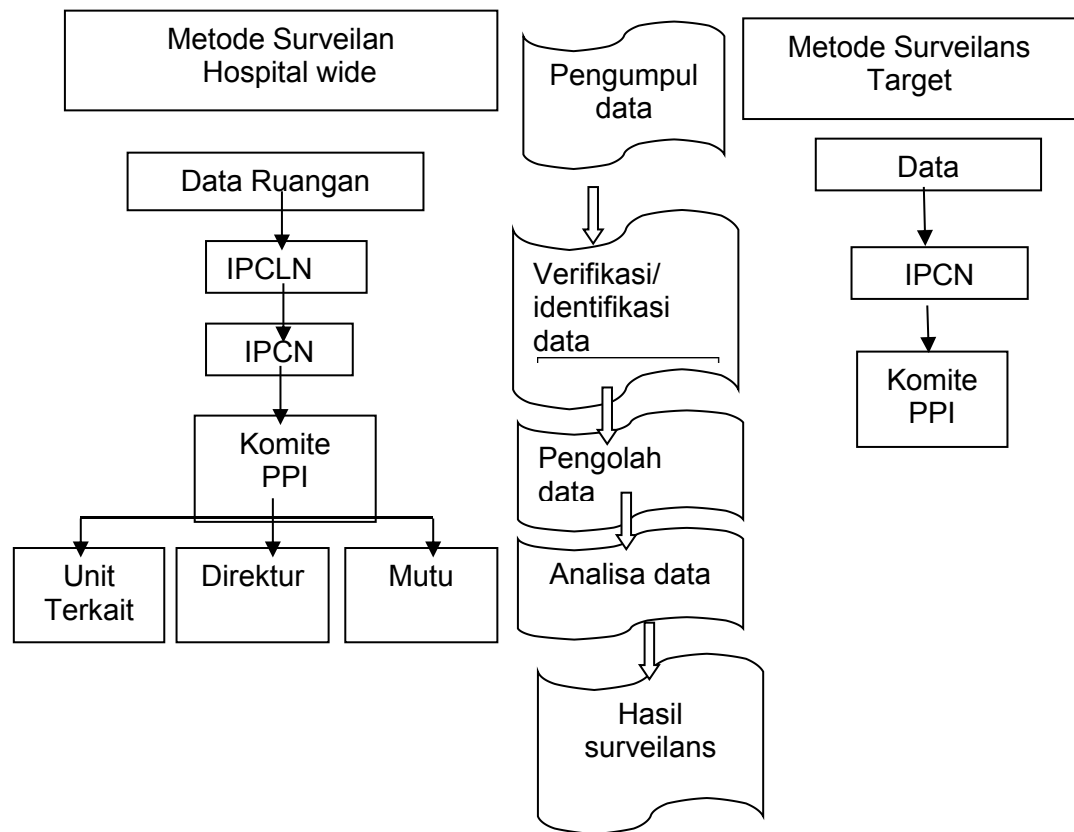 Metode Surveilan
Hospital wide
Data Ruangan
IPCLN
IPCN
Komite
PPI
Unit
Terkait
Direktur
Mutu
Pengumpul
data
Verifikasi/
identifikasi
data
Pengolah
data
Analisa data
Hasil
surveilans
Metode Surveilans
Target
Data
IPCN
Komite
PPI